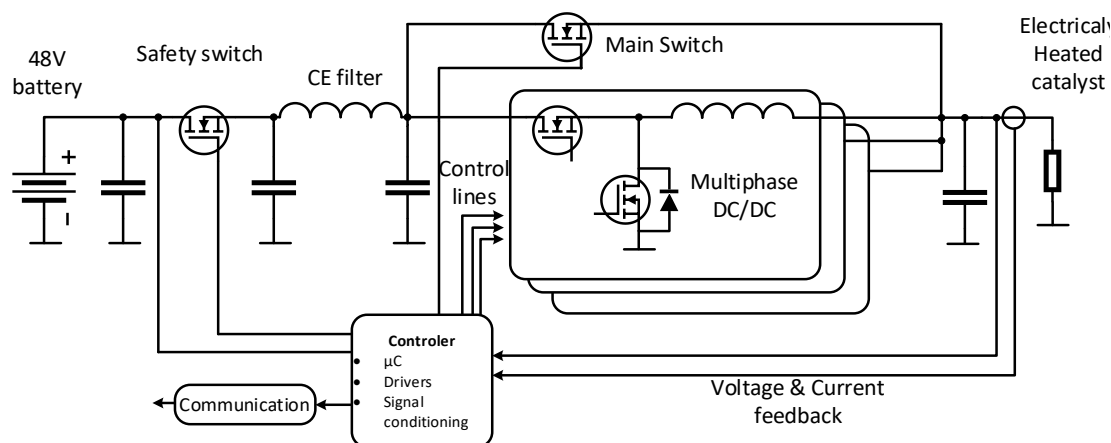 48V
battery
Safety switch
CE filter
Main Switch
Electricaly
Heated
catalyst
Control
lines
Multiphase
DC/DC
+
-
Controler
• µC
• Drivers
• Signal
conditioning
Communication
Voltage & Current
feedback